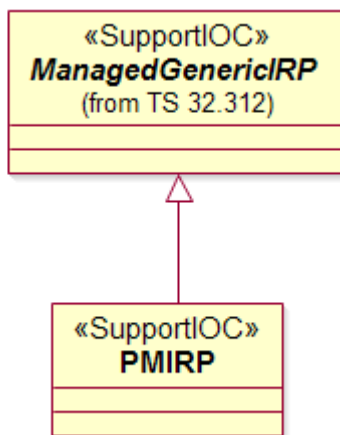 «SupportIOC»
ManagedGenericIRP
(from TS 32.312)
«SupportIOC»
PMIRP